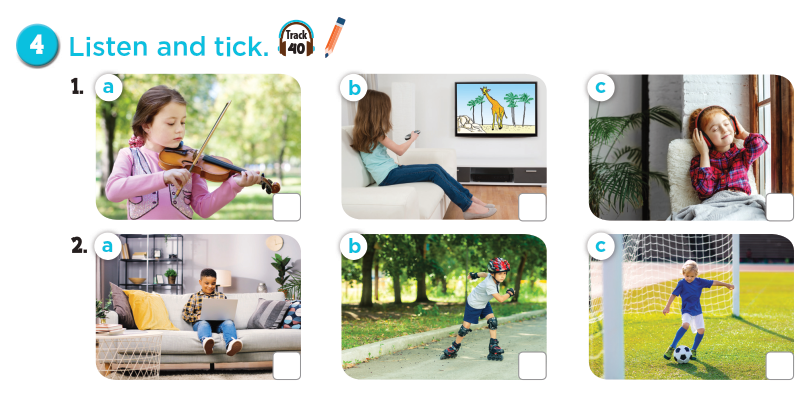 4 Listen and tick. Track 40
1. a b c
2. a b c